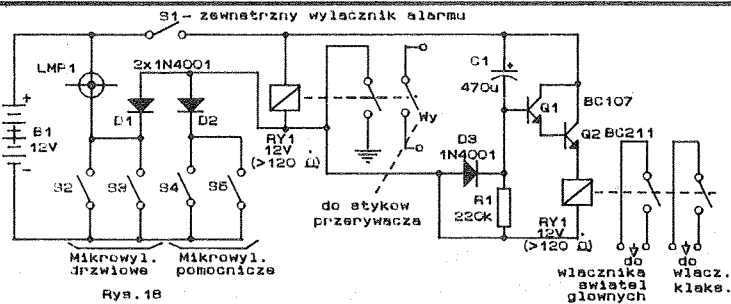 S1- zewnetrzny wylacznik alarmu
LMP1
2x1N4001
D1
D2
+
B1
12V
-
S2
S3
S4
S5
Mikrowyl.
drzwiowe
Mikrowyl.
pomocnicze
Rys.18
RY1
12V
(>120 Ω)
Wy
do stykow
przerywacza
C1
+
470u
D3
1N4001
R1
220k
Q1
BC107
Q2
BC211
RY1
12V
(>120 Ω)
do
wlacznika
swiatel
glownych
do
wlacz.
klaks.